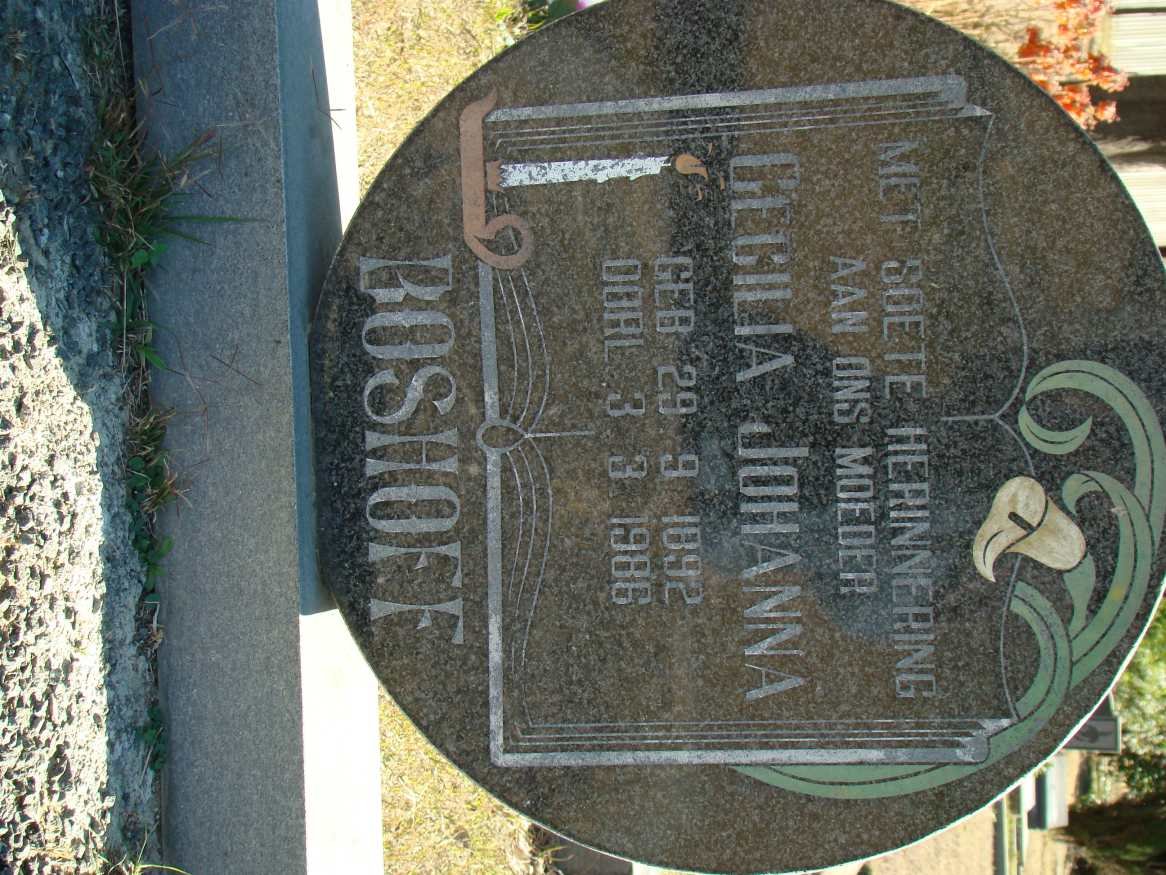 MET SOETE HERINNERING
AAN ONS MOEDER
CECILIA JOHANNA
GEB 29 9 1892
OORL 3 3 1986
BOSHOFF